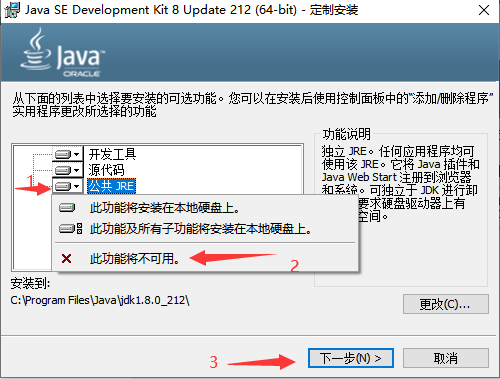 Java SE Development Kit 8 Update 212 (64-bit) - 定制安装
Java
ORACLE
从下面的列表中选择要安装的可选功能。您可以在安装后使用控制面板中的"添加/删除程序"
实用程序更改所选择的功能
开发工具
源代码
1
公共 JRE
此功能将安装在本地硬盘上。
此功能及所有子功能将安装在本地硬盘上。
此功能将不可用。
2
功能说明
独立 JRE。任何应用程序均可
使用该 JRE。它将 Java 插件和
Java Web Start 注册到浏览器
和系统。可独立于 JDK 进行卸
要求硬盘驱动器上有
空间。
安装到:
C:\Program Files\Java\jdk1.8.0_212\
更改(C)...
3
下一步(N) >
取消